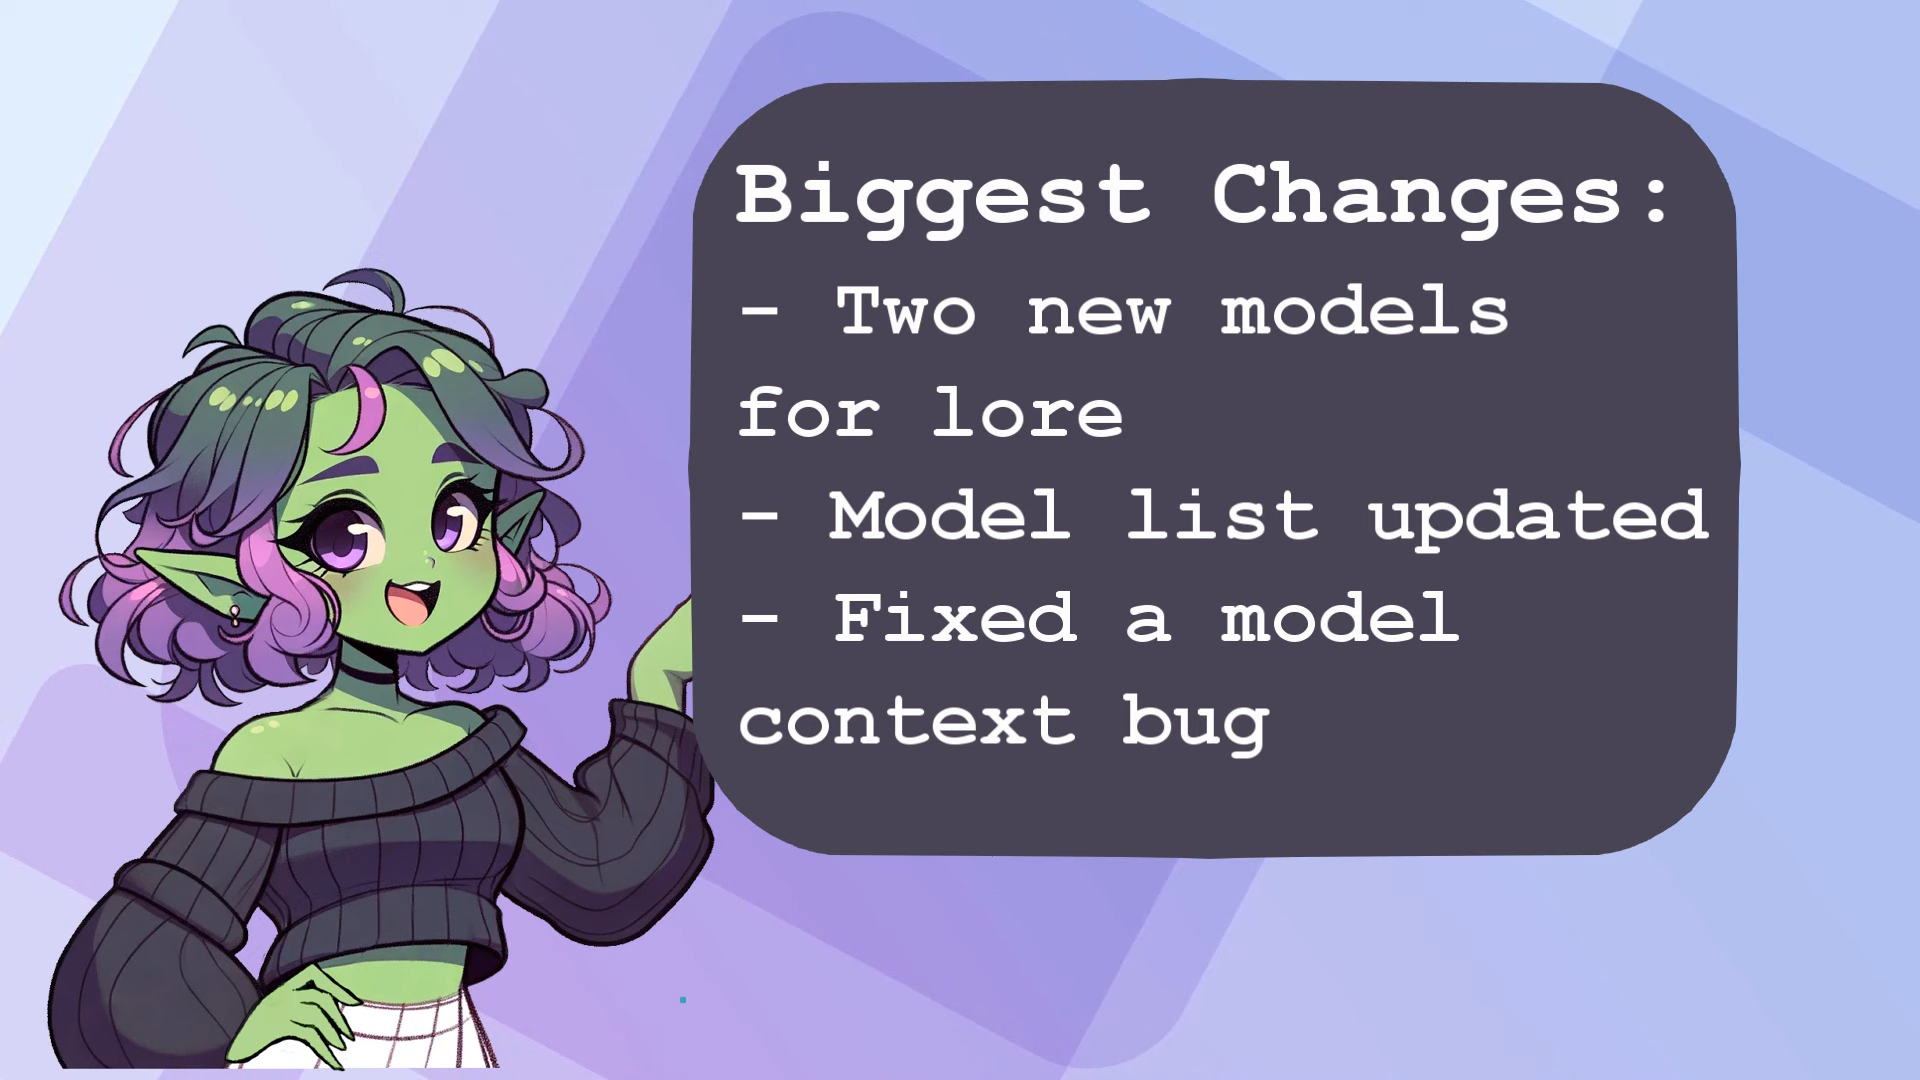 Biggest Changes:
- Two new models
for lore
- Model list updated
- Fixed a model
context bug